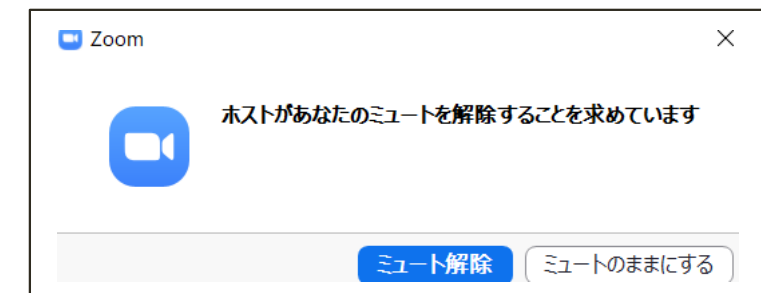 Zoom
ホストがあなたのミュートを解除することを求めています
ミュート解除
ミュートのままにする